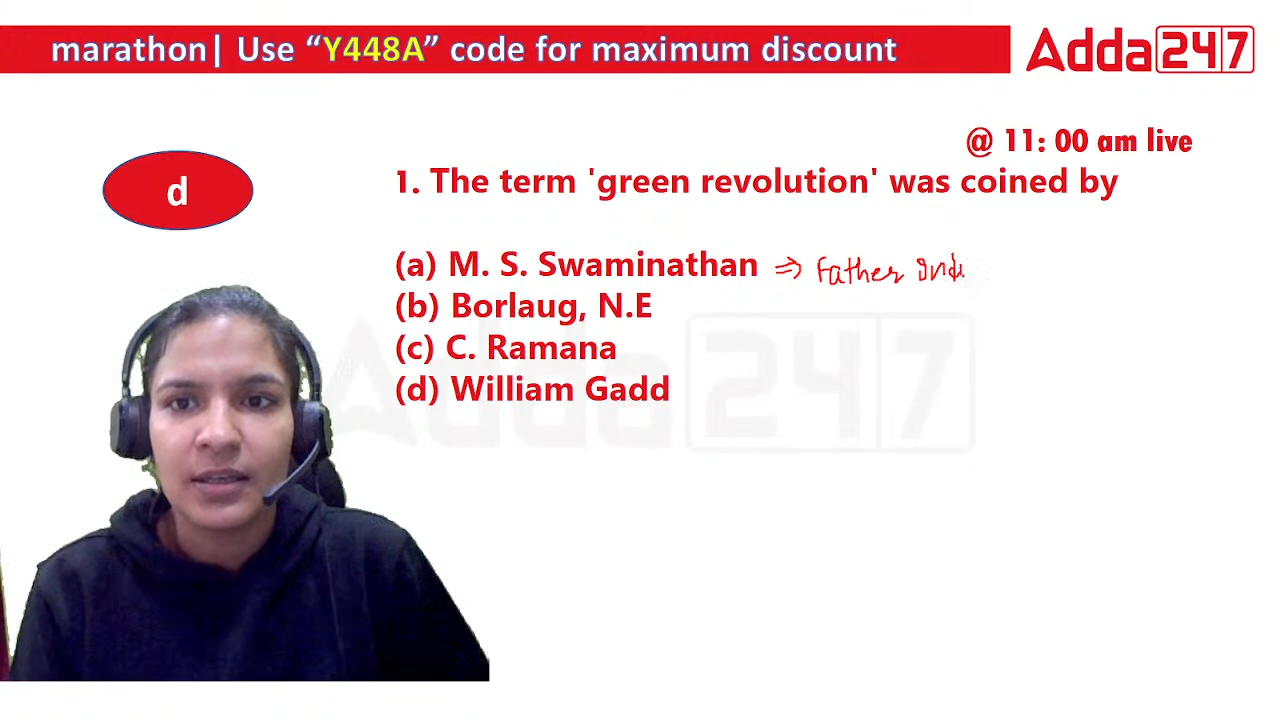 marathon| Use “Y448A” code for maximum discount
Adda247
@ 11: 00 am live
d
1. The term 'green revolution' was coined by
(a) M. S. Swaminathan ⇒ Father
(b) Borlaug, N.E
(c) C. Ramana
(d) William Gadd
Adda247